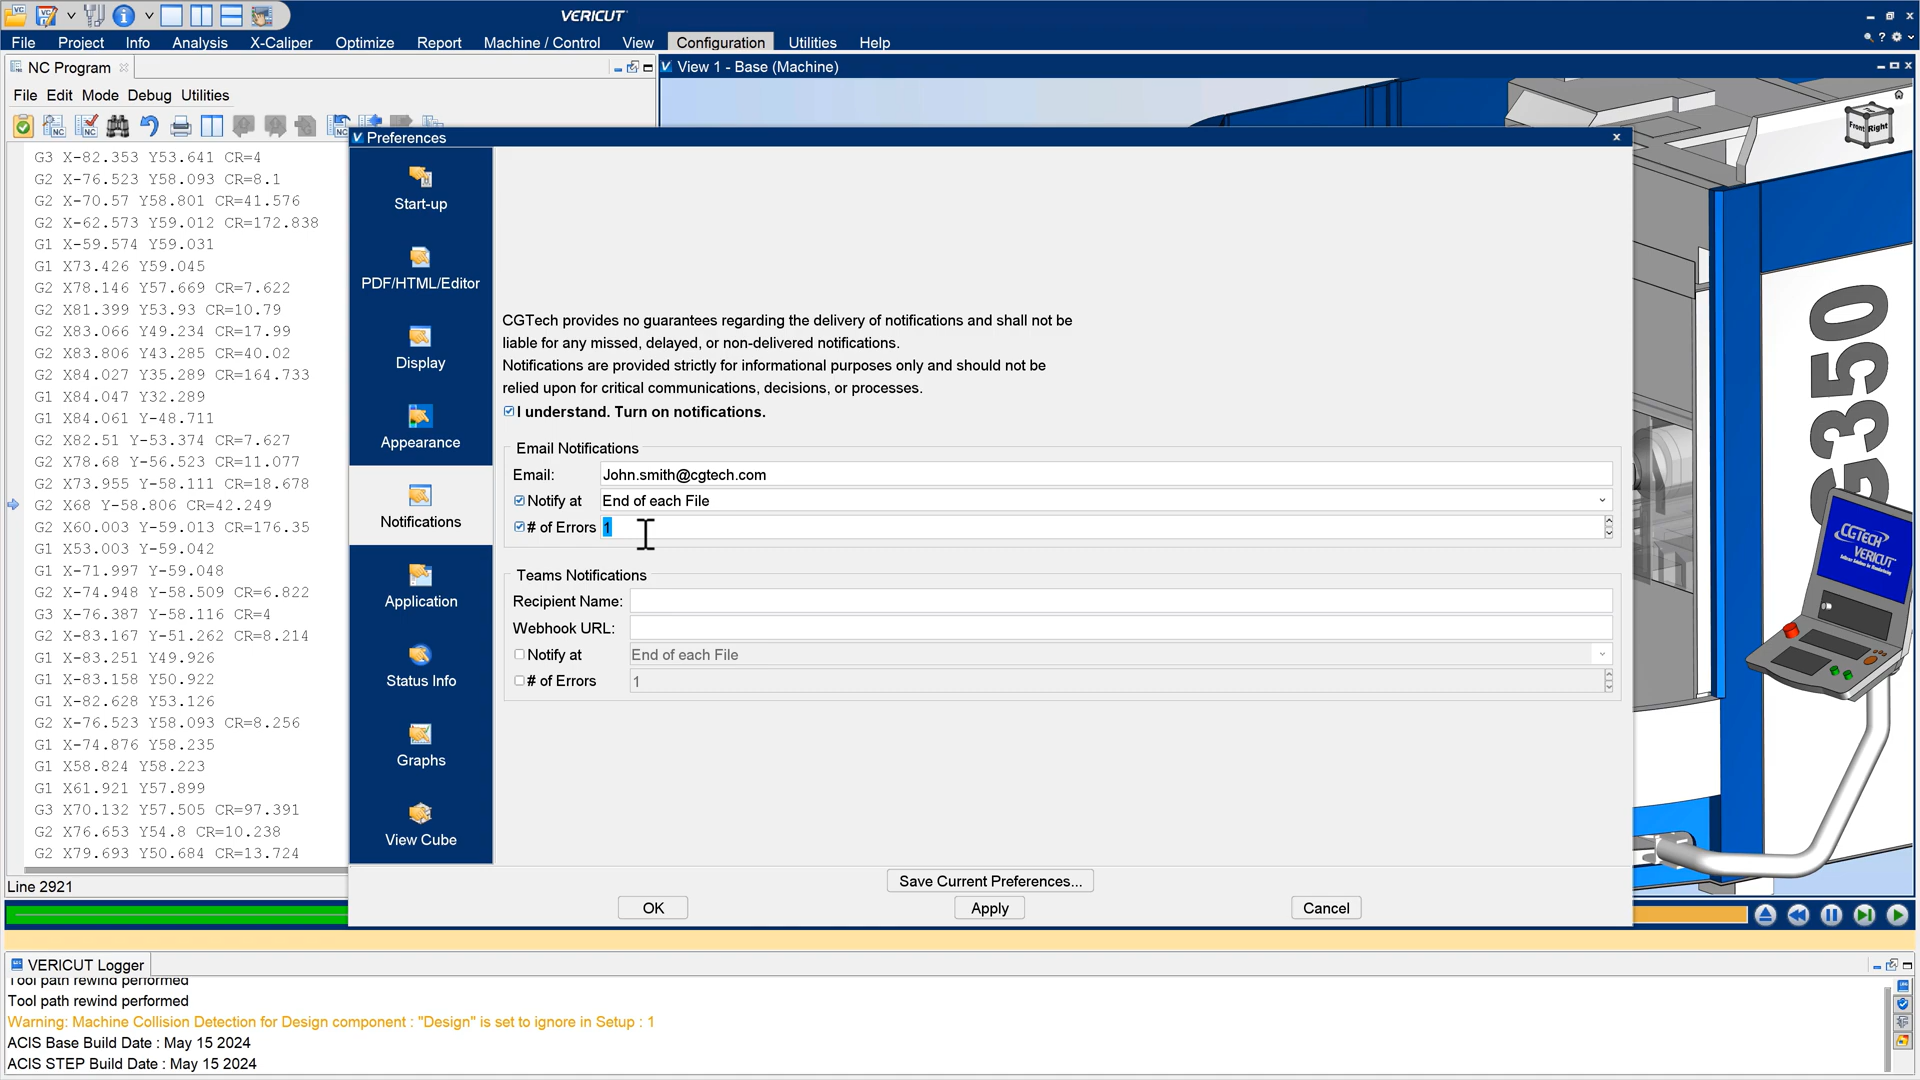 VERICUT
File Project Info Analysis X-Caliper Optimize Report Machine / Control View Configuration Utilities Help
NC Program
View 1 - Base (Machine)
File Edit Mode Debug Utilities
Preferences
G3 X-82.353 Y53.641 CR=4
G2 X-76.523 Y58.093 CR=8.1
G2 X-70.57 Y58.801 CR=41.576
G2 X-62.573 Y59.012 CR=172.838
G1 X-59.574 Y59.031
G1 X73.426 Y59.045
G2 X78.146 Y57.669 CR=7.622
G2 X81.399 Y53.93 CR=10.79
G2 X83.066 Y49.234 CR=17.99
G2 X83.806 Y43.285 CR=40.02
G2 X84.027 Y35.289 CR=164.733
G1 X84.047 Y32.289
G1 X84.061 Y-48.711
G2 X82.51 Y-53.374 CR=7.627
G2 X78.68 Y-56.523 CR=11.077
G2 X73.955 Y-58.111 CR=18.678
G2 X68 Y-58.806 CR=42.249
G2 X60.003 Y-59.013 CR=176.35
G1 X53.003 Y-59.042
G1 X-71.997 Y-59.048
G2 X-74.948 Y-58.509 CR=6.822
G3 X-76.387 Y-58.116 CR=4
G2 X-83.167 Y-51.262 CR=8.214
G1 X-83.251 Y49.926
G1 X-83.158 Y50.922
G1 X-82.628 Y53.126
G2 X-76.523 Y58.093 CR=8.256
G1 X-74.876 Y58.235
G1 X58.824 Y58.223
G1 X61.921 Y57.899
G3 X70.132 Y57.505 CR=97.391
G2 X76.653 Y54.8 CR=10.238
G2 X79.693 Y50.684 CR=13.724
Line 2921
Start-up
PDF/HTML/Editor
Display
Appearance
Notifications
Application
Status Info
Graphs
View Cube
CGTech provides no guarantees regarding the delivery of notifications and shall not be
liable for any missed, delayed, or non-delivered notifications.
Notifications are provided strictly for informational purposes only and should not be
relied upon for critical communications, decisions, or processes.
I understand. Turn on notifications.
Email Notifications
Email: John.smith@cgtech.com
Notify at End of each File
# of Errors 1
Teams Notifications
Recipient Name:
Webhook URL:
Notify at End of each File
# of Errors 1
Save Current Preferences...
OK Apply Cancel
Front Right
G350
CGTech
VERICUT
VERICUT Logger
Tool path rewind performed
Tool path rewind performed
Warning: Machine Collision Detection for Design component : "Design" is set to ignore in Setup : 1
ACIS Base Build Date : May 15 2024
ACIS STEP Build Date : May 15 2024